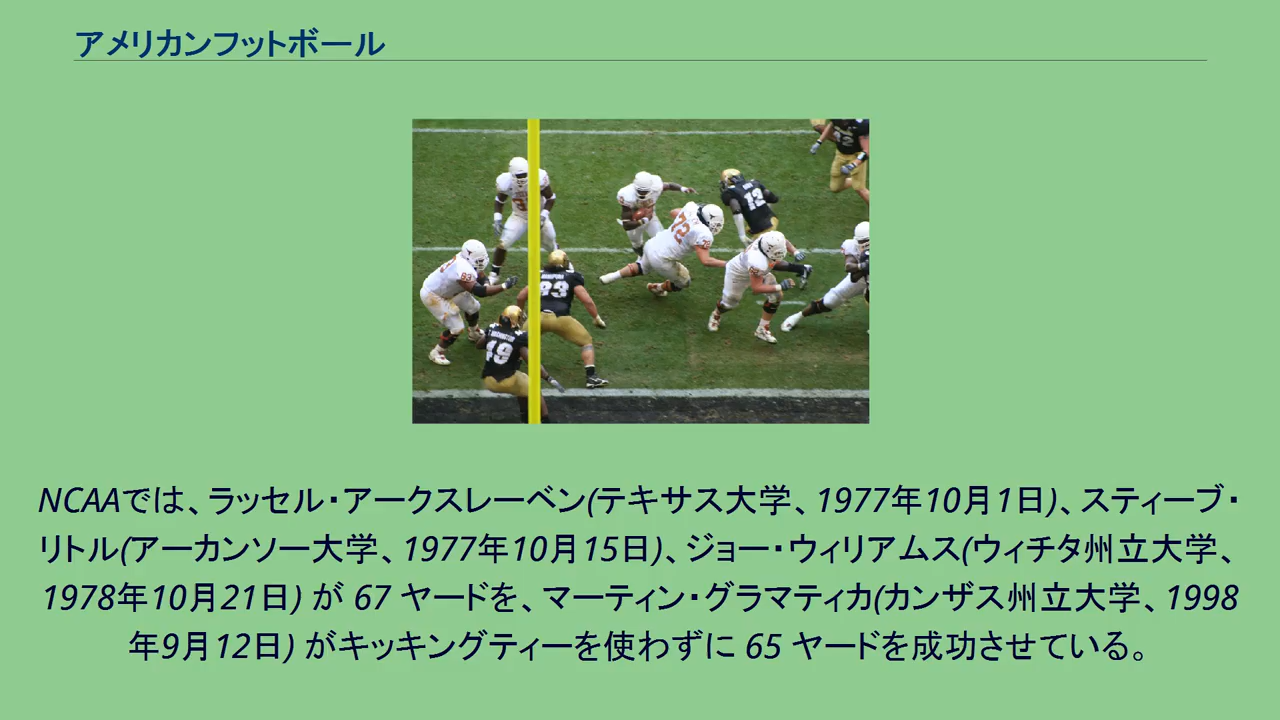 アメリカンフットボール
NCAAでは、ラッセル・アークスレーベン(テキサス大学、1977年10月1日)、スティーブ・
リトル(アーカンソー大学、1977年10月15日)、ジョー・ウィリアムス(ウィチタ州立大学、
1978年10月21日) が 67 ヤードを、マーティン・グラマティカ(カンザス州立大学、1998
年9月12日) がキッキングティーを使わずに 65 ヤードを成功させている。